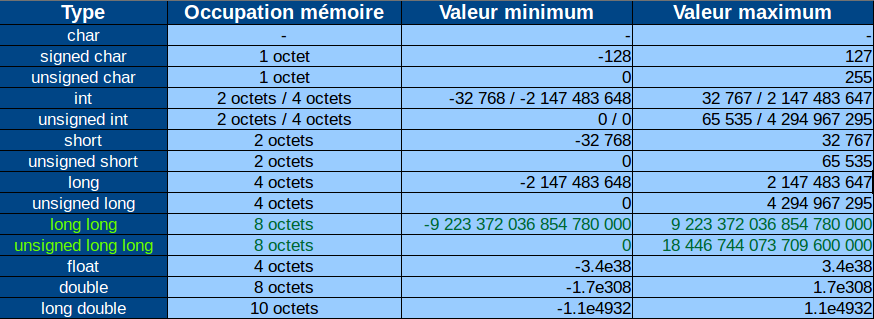 Type Occupation mémoire Valeur minimum Valeur maximum
char - - -
signed char 1 octet -128 127
unsigned char 1 octet 0 255
int 2 octets / 4 octets -32 768 / -2 147 483 648 32 767 / 2 147 483 647
unsigned int 2 octets / 4 octets 0 / 0 65 535 / 4 294 967 295
short 2 octets -32 768 32 767
unsigned short 2 octets 0 65 535
long 4 octets -2 147 483 648 2 147 483 647
unsigned long 4 octets 0 4 294 967 295
long long 8 octets -9 223 372 036 854 780 000 9 223 372 036 854 780 000
unsigned long long 8 octets 0 18 446 744 073 709 600 000
float 4 octets -3.4e38 3.4e38
double 8 octets -1.7e308 1.7e308
long double 10 octets -1.1e4932 1.1e4932